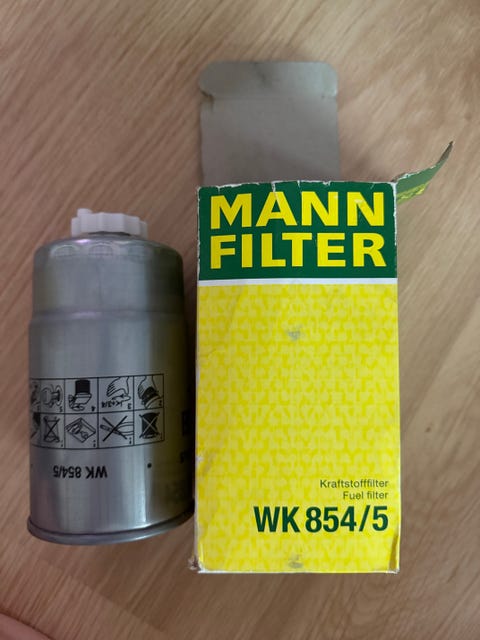 MANN
FILTER
Kraftstofffilter
Fuel filter
WK 854/5
WK 854/5